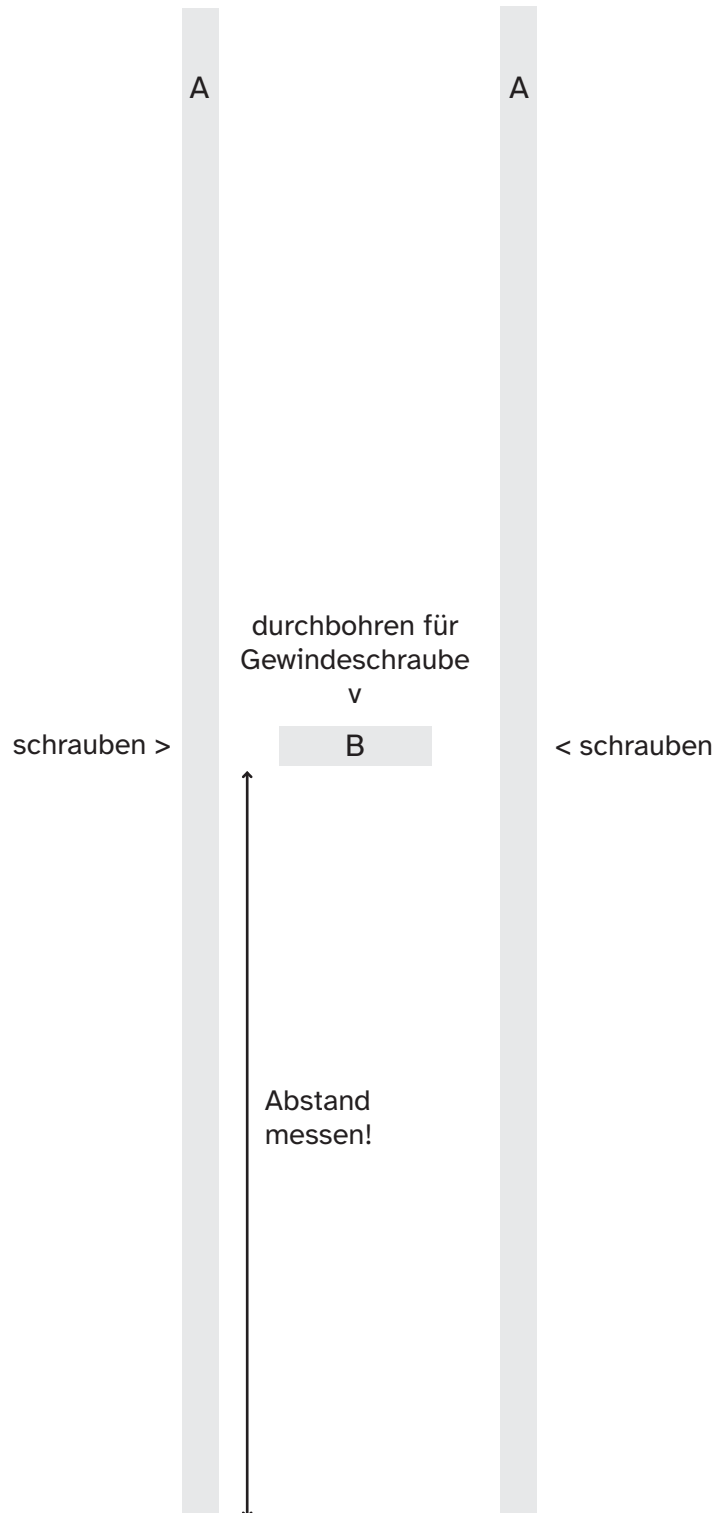 A A
durchbohren für
Gewindeschraube
v
schrauben > B < schrauben
Abstand
messen!